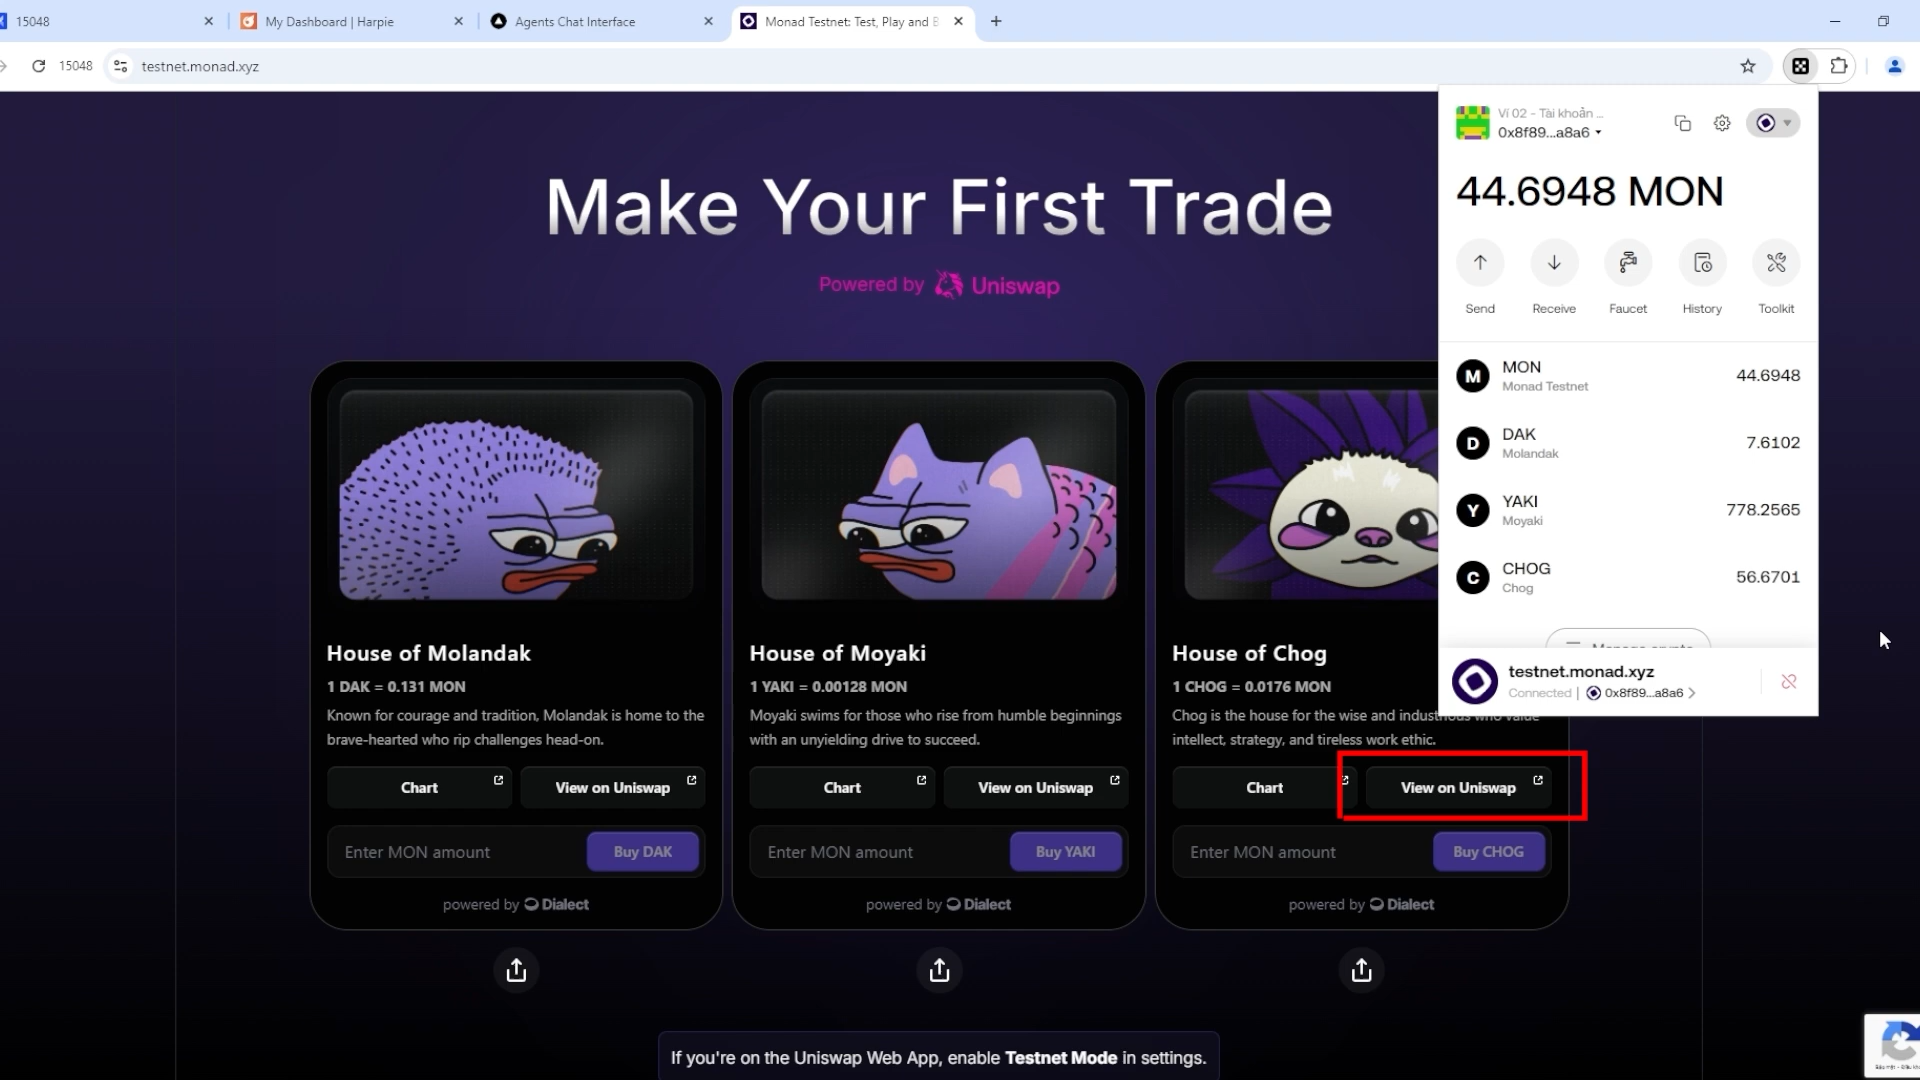 15048
My Dashboard | Harpie
Agents Chat Interface
Monad Testnet: Test, Play and B
15048
testnet.monad.xyz
Make Your First Trade
Powered by Uniswap
House of Molandak
1 DAK = 0.131 MON
Known for courage and tradition, Molandak is home to the
brave-hearted who rip challenges head-on.
Chart
View on Uniswap
Enter MON amount
Buy DAK
powered by Dialect
House of Moyaki
1 YAKI = 0.00128 MON
Moyaki swims for those who rise from humble beginnings
with an unyielding drive to succeed.
Chart
View on Uniswap
Enter MON amount
Buy YAKI
powered by Dialect
House of Chog
1 CHOG = 0.0176 MON
Chog is the house for the wise and industrious who value
intellect, strategy, and tireless work ethic.
Chart
View on Uniswap
Enter MON amount
Buy CHOG
powered by Dialect
Ví 02 - Tài khoản ...
0x8f89...a8a6
44.6948 MON
Send
Receive
Faucet
History
Toolkit
M
MON
Monad Testnet
44.6948
D
DAK
Molandak
7.6102
Y
YAKI
Moyaki
778.2565
C
CHOG
Chog
56.6701
Manage crypto
testnet.monad.xyz
Connected | 0x8f89...a8a6
If you're on the Uniswap Web App, enable Testnet Mode in settings.